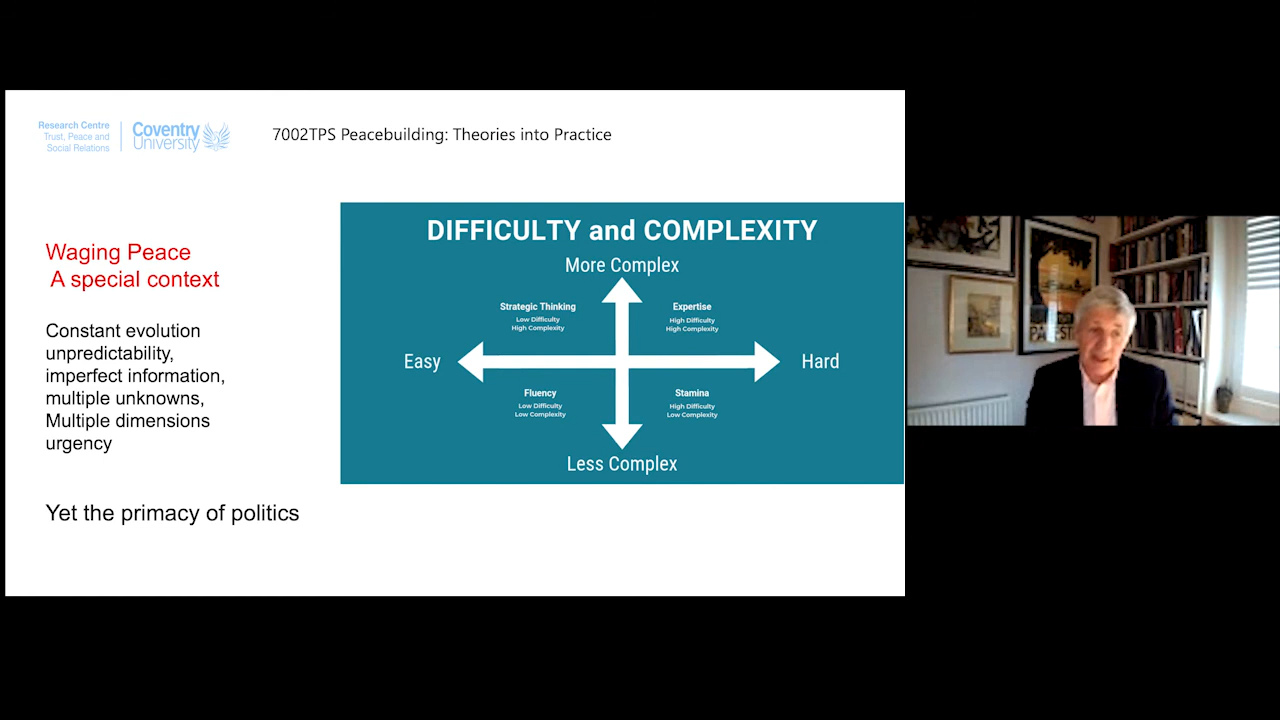 Research Centre
Trust, Peace and
Social Relations
Coventry
University
7002TPS Peacebuilding: Theories into Practice
Waging Peace
A special context
Constant evolution
unpredictability,
imperfect information,
multiple unknowns,
Multiple dimensions
urgency
Yet the primacy of politics
DIFFICULTY and COMPLEXITY
More Complex
Strategic Thinking
Low Difficulty
High Complexity
Expertise
High Difficulty
High Complexity
Easy
Hard
Fluency
Low Difficulty
Low Complexity
Stamina
High Difficulty
Low Complexity
Less Complex